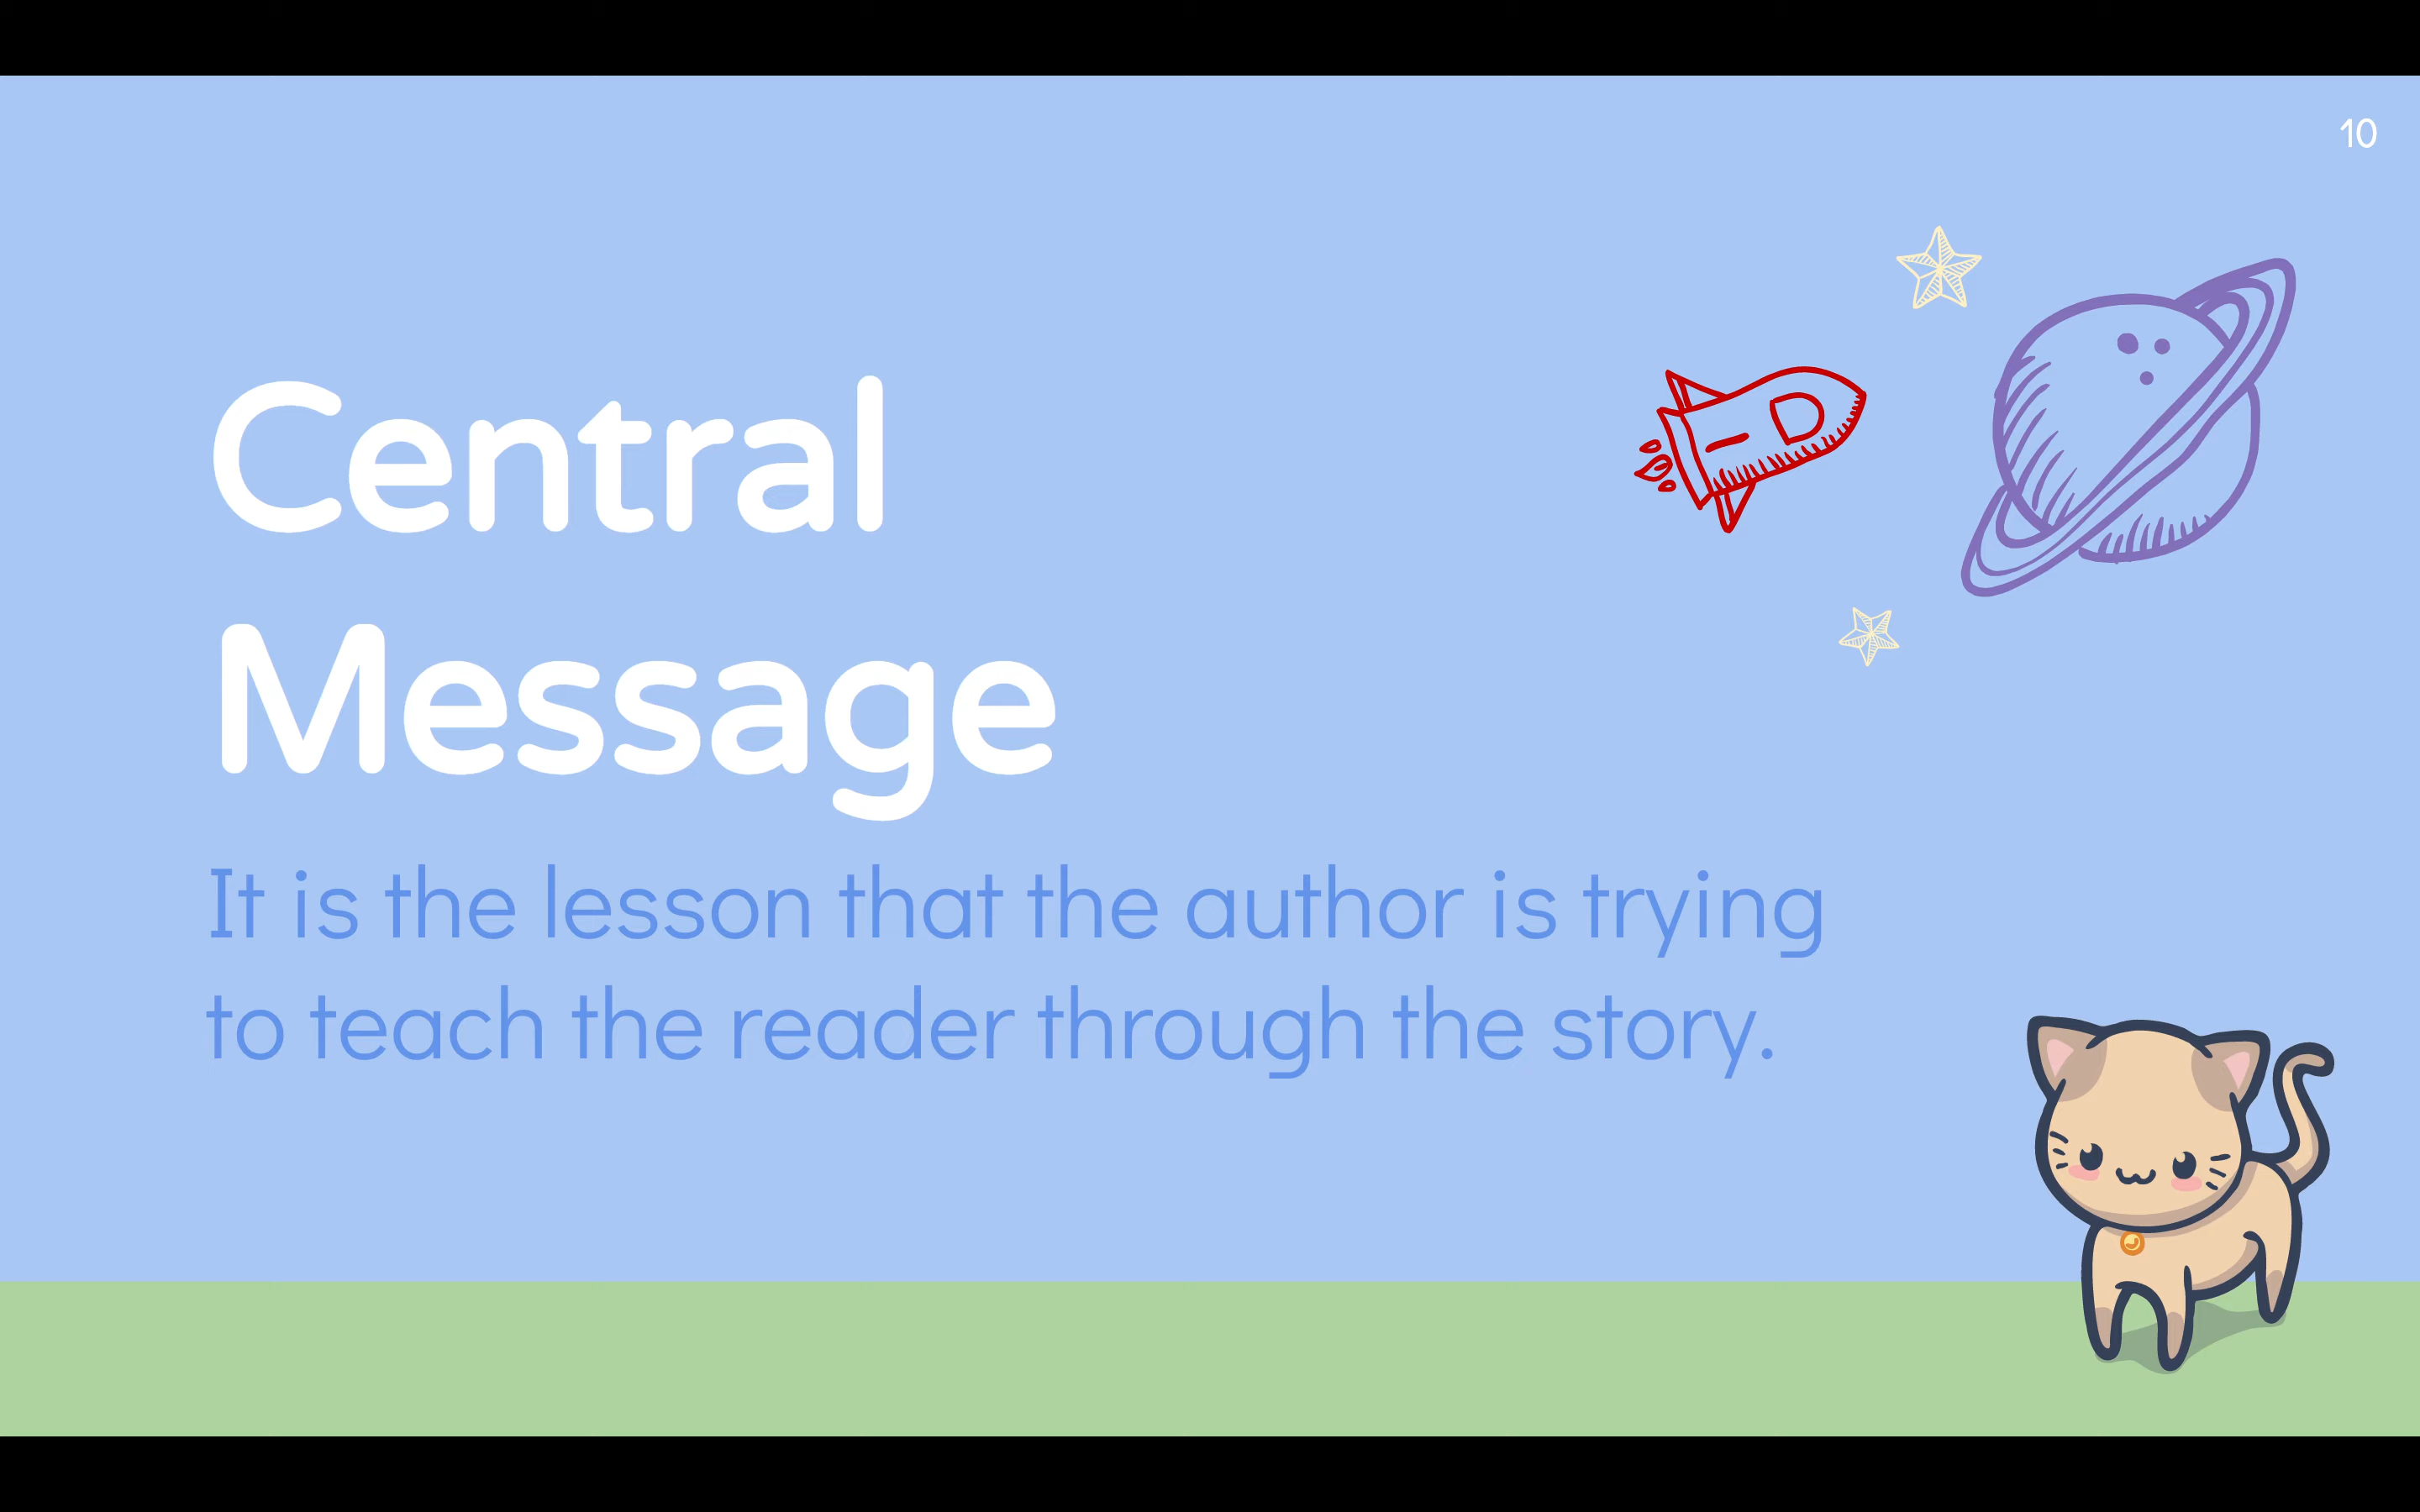 10
Central
Message
It is the lesson that the author is trying
to teach the reader through the story.